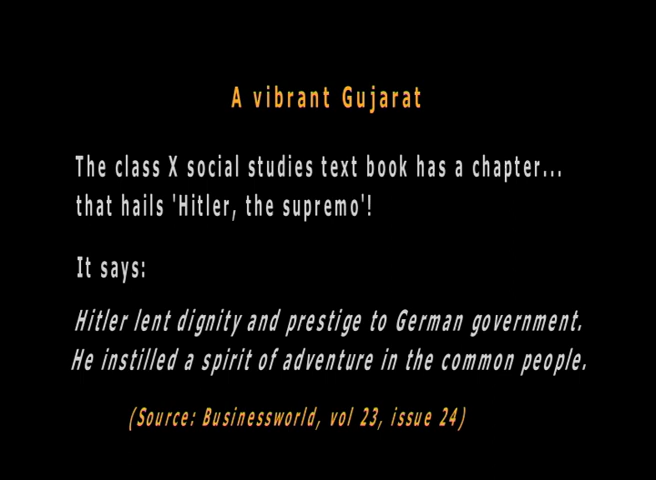 A vibrant Gujarat
The class X social studies text book has a chapter...
that hails 'Hitler, the supremo'!
It says:
Hitler lent dignity and prestige to German government.
He instilled a spirit of adventure in the common people.
(Source: Businessworld, vol 23, issue 24)